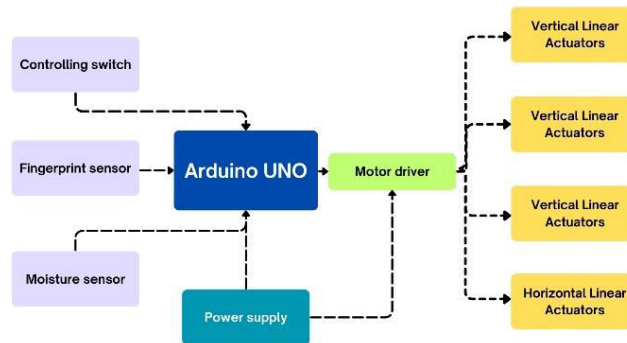 Controlling switch
Fingerprint sensor
Moisture sensor
Arduino UNO
Power supply
Motor driver
Vertical Linear
Actuators
Vertical Linear
Actuators
Vertical Linear
Actuators
Horizontal Linear
Actuators